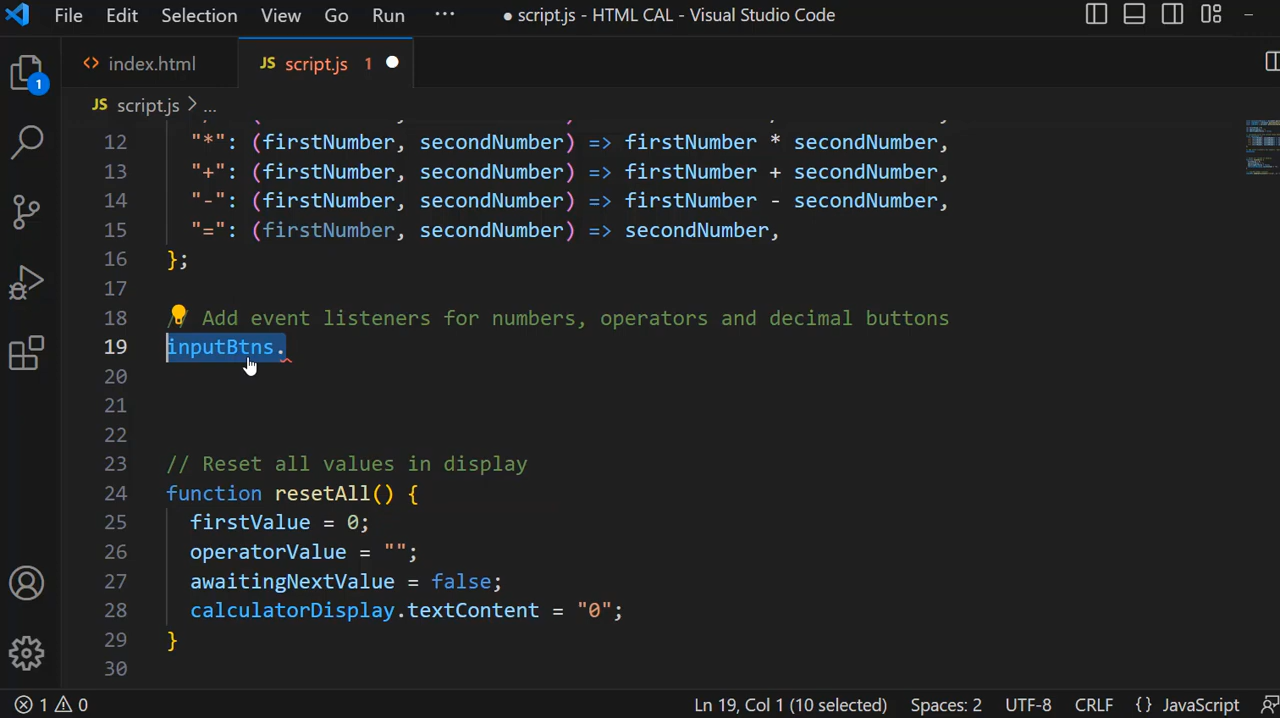 File Edit Selection View Go Run ··· ● script.js - HTML CAL - Visual Studio Code
1
<> index.html JS script.js 1 ●
JS script.js > ...
12 "*": (firstNumber, secondNumber) => firstNumber * secondNumber,
13 "+": (firstNumber, secondNumber) => firstNumber + secondNumber,
14 "-": (firstNumber, secondNumber) => firstNumber - secondNumber,
15 "=": (firstNumber, secondNumber) => secondNumber,
16 };
17
18 // Add event listeners for numbers, operators and decimal buttons
19 inputBtns.
20
21
22
23 // Reset all values in display
24 function resetAll() {
25 firstValue = 0;
26 operatorValue = "";
27 awaitingNextValue = false;
28 calculatorDisplay.textContent = "0";
29 }
30
1 0 Ln 19, Col 1 (10 selected) Spaces: 2 UTF-8 CRLF {} JavaScript